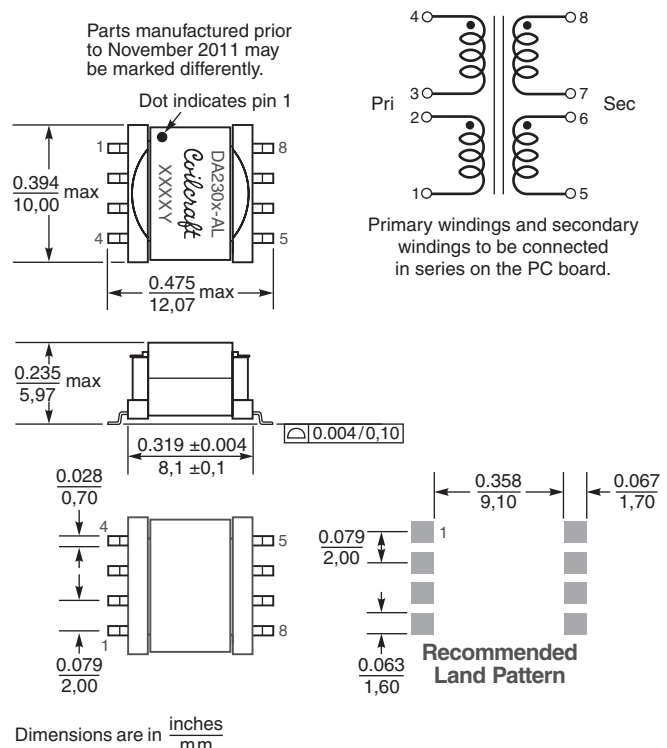 Parts manufactured prior
to November 2011 may
be marked differently.
Dot indicates pin 1
1
8
4
5
DA230x-AL
Coilcraft
XXXXY
0.394
10,00
max
0.475
12,07
max
4
8
3
7
Pri
Sec
2
6
1
5
Primary windings and secondary
windings to be connected
in series on the PC board.
0.235
5,97
max
0.004/0,10
0.319 ±0.004
8,1 ±0,1
0.028
0,70
4
5
1
8
0.079
2,00
0.358
9,10
0.067
1,70
1
0.079
2,00
0.063
1,60
Recommended
Land Pattern
Dimensions are in inches
mm